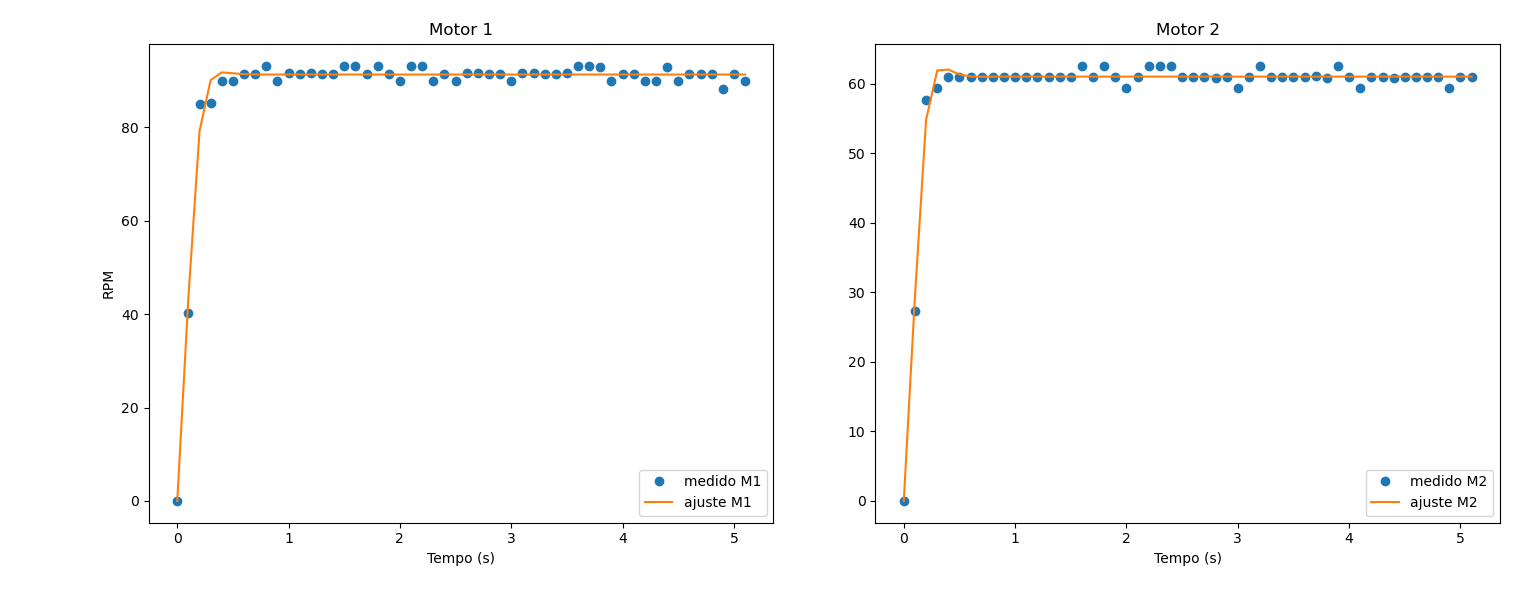 Motor 1
RPM
80
60
40
20
0
0 1 2 3 4 5
Tempo (s)
medido M1
ajuste M1
Motor 2
60
50
40
30
20
10
0
0 1 2 3 4 5
Tempo (s)
medido M2
ajuste M2